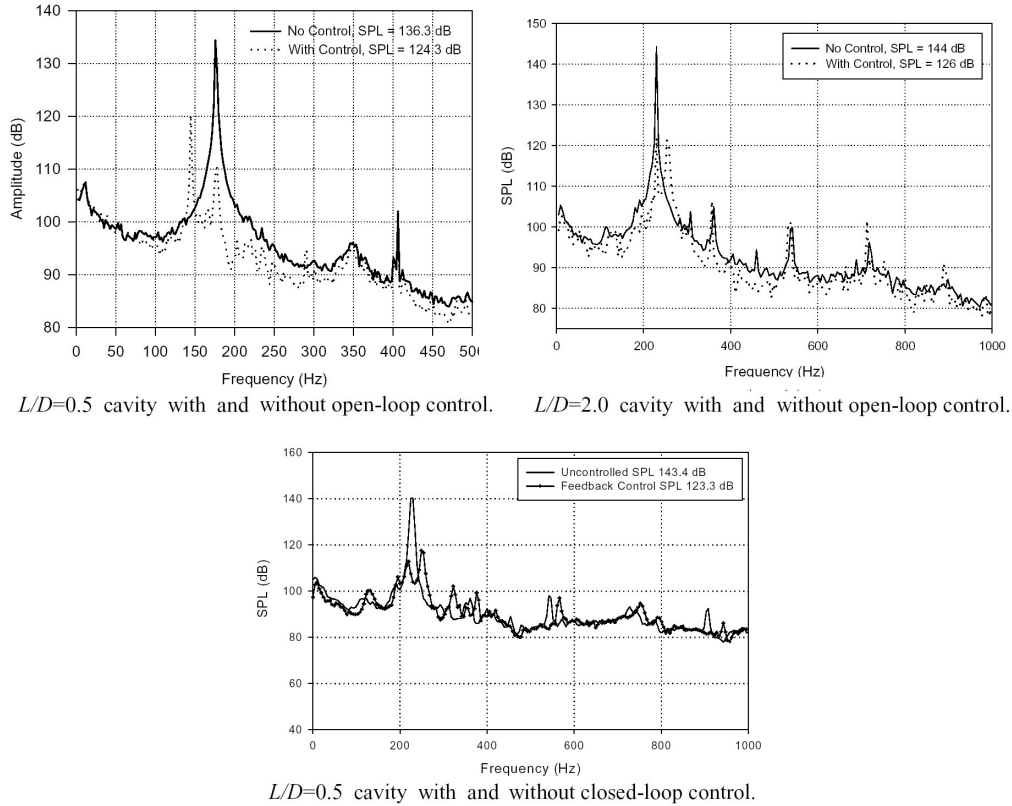 140
130
120
110
100
90
80
Amplitude (dB)
No Control, SPL = 136.3 dB
With Control, SPL = 124.3 dB
0 50 100 150 200 250 300 350 400 450 500
Frequency (Hz)
L/D=0.5 cavity with and without open-loop control.
150
140
130
120
110
100
90
80
SPL (dB)
No Control, SPL = 144 dB
With Control, SPL = 126 dB
0 200 400 600 800 1000
Frequency (Hz)
L/D=2.0 cavity with and without open-loop control.
160
140
120
100
80
60
40
SPL (dB)
Uncontrolled SPL 143.4 dB
Feedback Control SPL 123.3 dB
0 200 400 600 800 1000
Frequency (Hz)
L/D=0.5 cavity with and without closed-loop control.